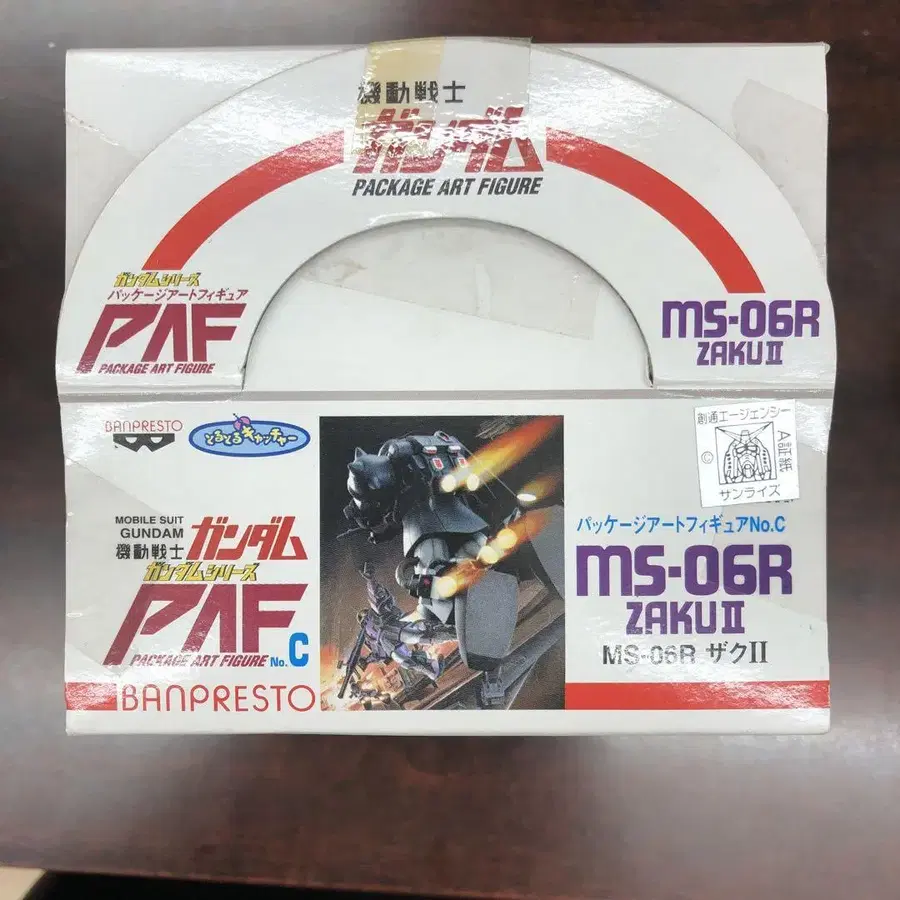 機動戦士
ガンダム
PACKAGE ART FIGURE
ガンダムシリーズ
パッケージアートフィギュア
PAF
PACKAGE ART FIGURE
MS-06R
ZAKUⅡ
BANPRESTO
とるとるキャッチャー
創通エージェンシー
A証紙
©
サンライズ
MOBILE SUIT
GUNDAM
機動戦士ガンダム
ガンダムシリーズ
PAF
PACKAGE ART FIGURE No.C
BANPRESTO
パッケージアートフィギュアNo.C
MS-06R
ZAKUⅡ
MS-06R ザクⅡ